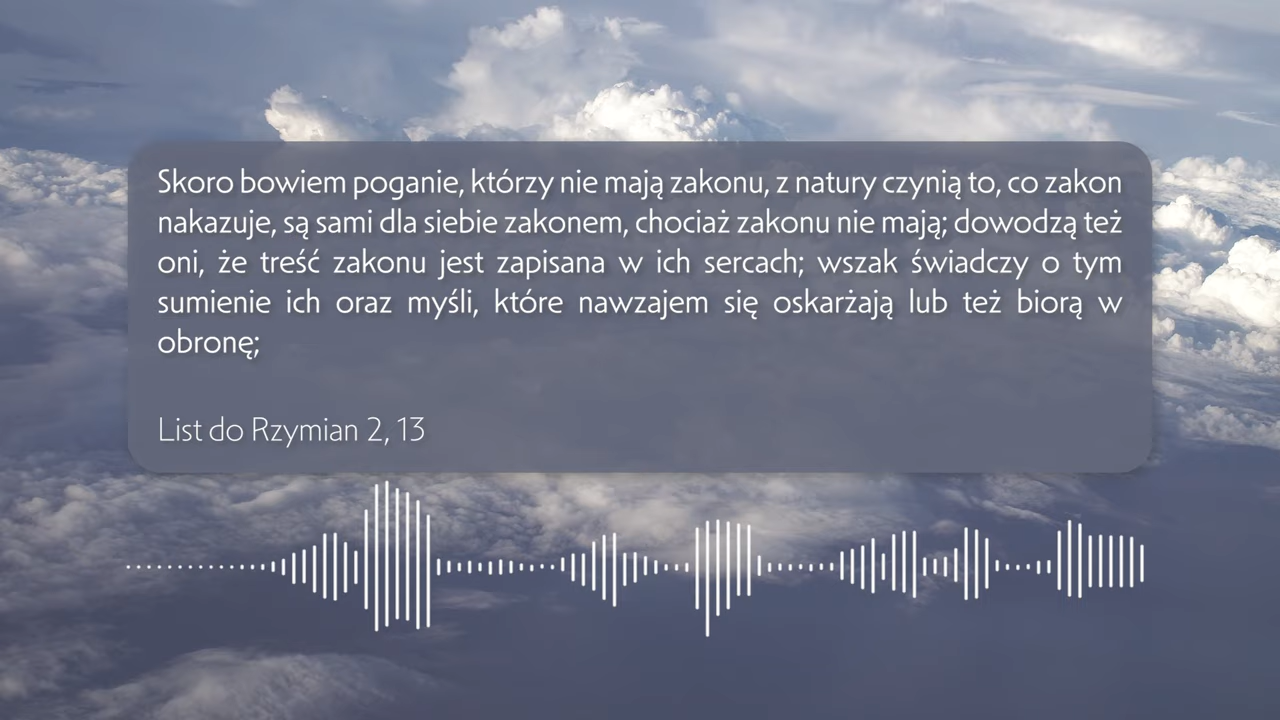 Skoro bowiem poganie, którzy nie mają zakonu, z natury czynią to, co zakon
nakazuje, są sami dla siebie zakonem, chociaż zakonu nie mają; dowodzą też
oni, że treść zakonu jest zapisana w ich sercach; wszak świadczy o tym
sumienie ich oraz myśli, które nawzajem się oskarżają lub też biorą w
obronę;
List do Rzymian 2, 13